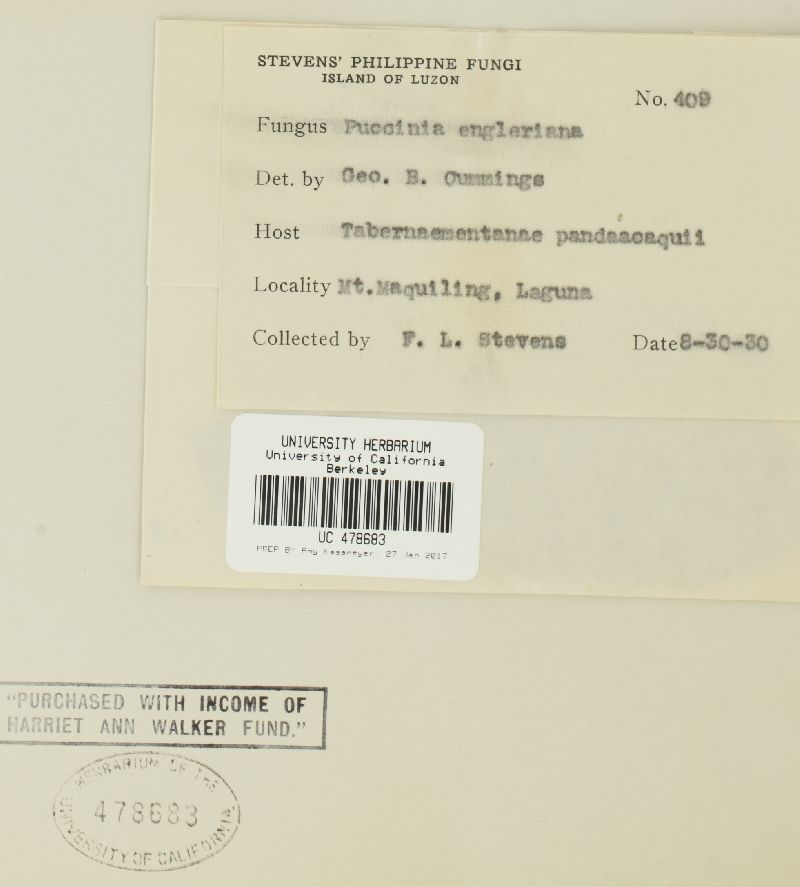 STEVENS' PHILIPPINE FUNGI
ISLAND OF LUZON
No. 409
Fungus Puccinia engleriana
Det. by Geo. B. Cummings
Host Tabernaemontanae pandaacaquii
Locality Mt.Maquiling, Laguna
Collected by F. L. Stevens Date 8-30-30
UNIVERSITY HERBARIUM
University of California
Berkeley
UC 478683
PREP BY Amy Kasameyer: 27 Jan 2017
"PURCHASED WITH INCOME OF
HARRIET ANN WALKER FUND."
HERBARIUM OF THE
478683
UNIVERSITY OF CALIFORNIA